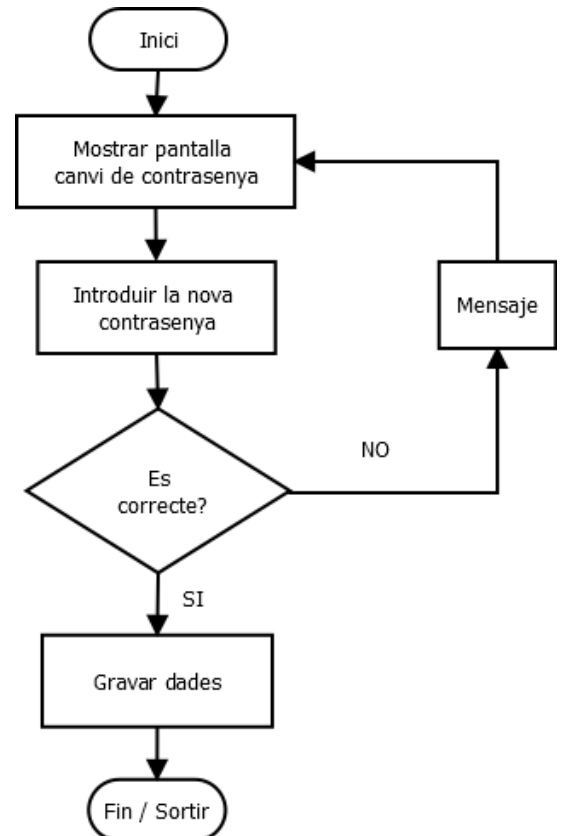 Inici
Mostrar pantalla
canvi de contrasenya
Introduir la nova
contrasenya
Mensaje
Es
correcte?
NO
SI
Gravar dades
Fin / Sortir